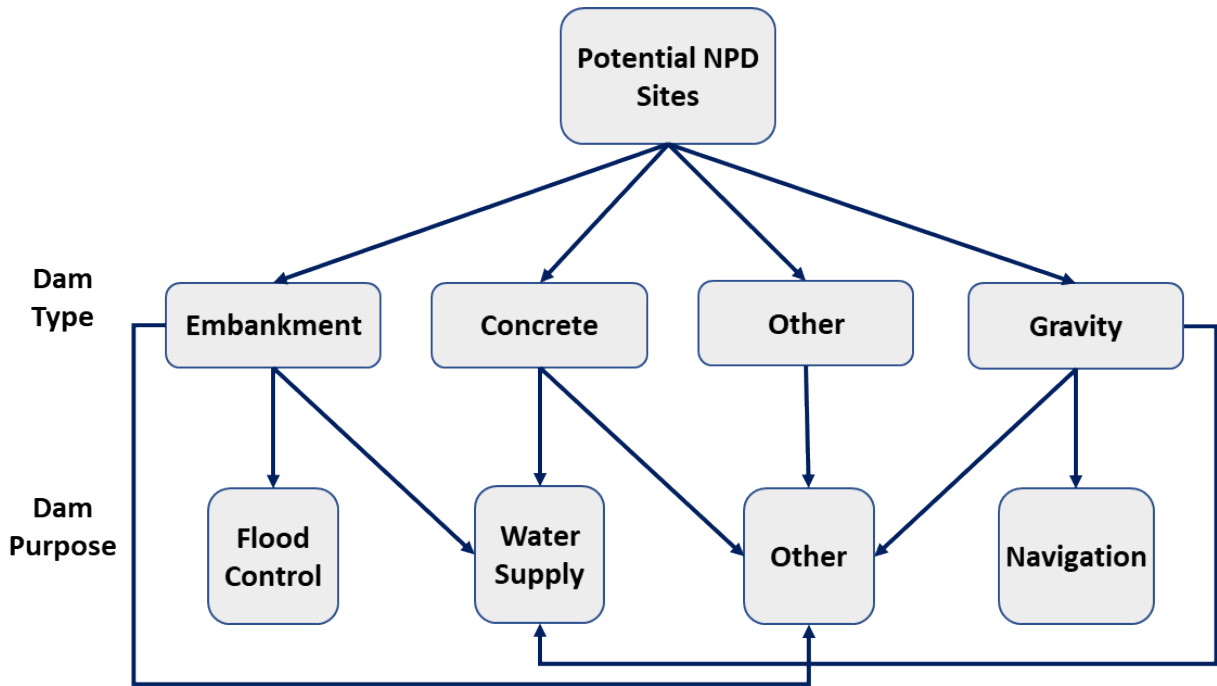 Potential NPD
Sites
Dam
Type
Embankment
Concrete
Other
Gravity
Dam
Purpose
Flood
Control
Water
Supply
Other
Navigation